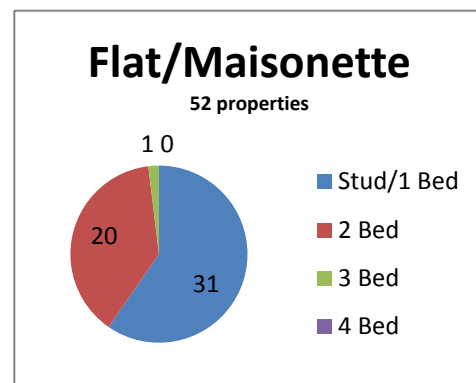 Flat/Maisonette
52 properties
1 0
20
31
Stud/1 Bed
2 Bed
3 Bed
4 Bed